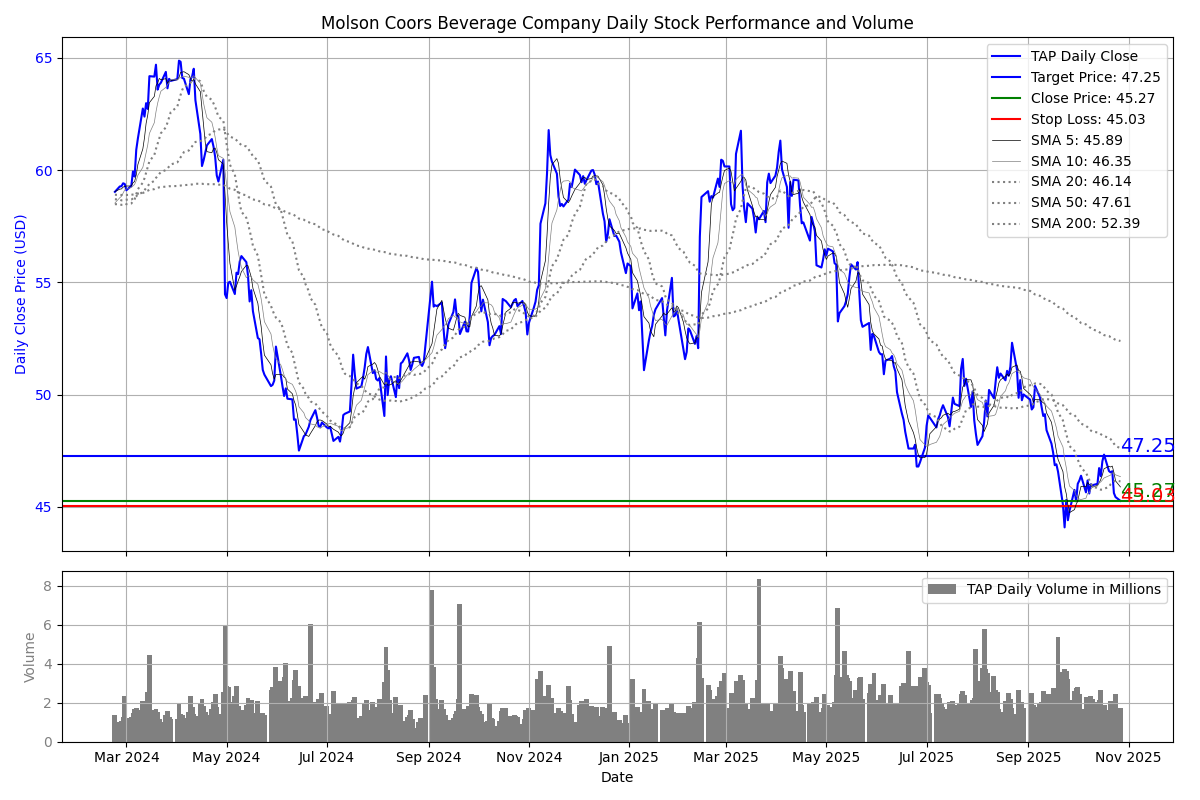 Molson Coors Beverage Company Daily Stock Performance and Volume
Daily Close Price (USD)
65
60
55
50
45
TAP Daily Close
Target Price: 47.25
Close Price: 45.27
Stop Loss: 45.03
SMA 5: 45.89
SMA 10: 46.35
SMA 20: 46.14
SMA 50: 47.61
SMA 200: 52.39
47.25
45.27
45.03
Volume
8
6
4
2
0
TAP Daily Volume in Millions
Mar 2024 May 2024 Jul 2024 Sep 2024 Nov 2024 Jan 2025 Mar 2025 May 2025 Jul 2025 Sep 2025 Nov 2025
Date